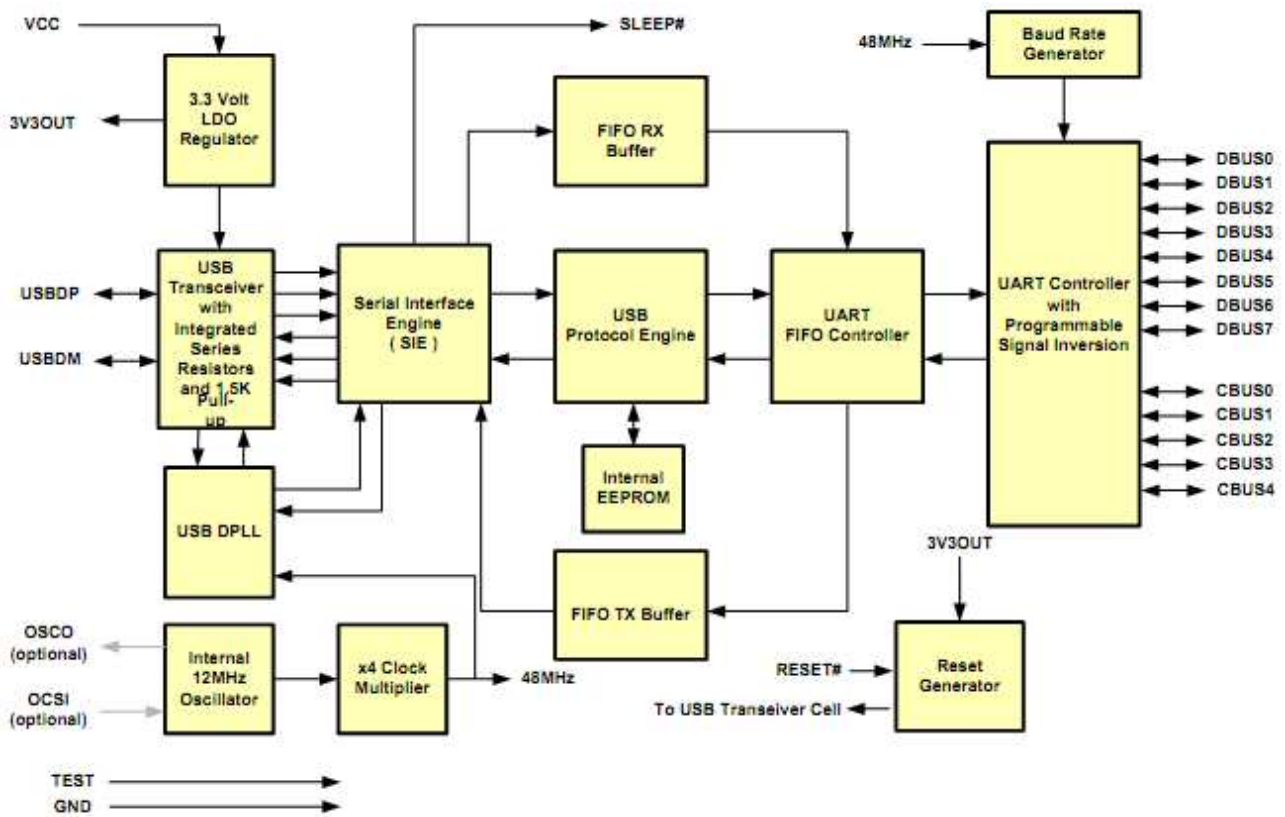 VCC
SLEEP#
48MHz
Baud Rate
Generator
3.3 Volt
LDO
Regulator
3V3OUT
FIFO RX
Buffer
DBUS0
DBUS1
DBUS2
DBUS3
DBUS4
DBUS5
DBUS6
DBUS7
USBDP
USBDM
USB
Transceiver
with
Integrated
Series
Resistors
and 1.5K
Pull-
up
Serial Interface
Engine
( SIE )
USB
Protocol Engine
UART
FIFO Controller
UART Controller
with
Programmable
Signal Inversion
CBUS0
CBUS1
CBUS2
CBUS3
CBUS4
USB DPLL
Internal
EEPROM
3V3OUT
FIFO TX Buffer
OSCO
(optional)
OCSI
(optional)
Internal
12MHz
Oscillator
x4 Clock
Multiplier
48MHz
RESET#
Reset
Generator
To USB Transeiver Cell
TEST
GND